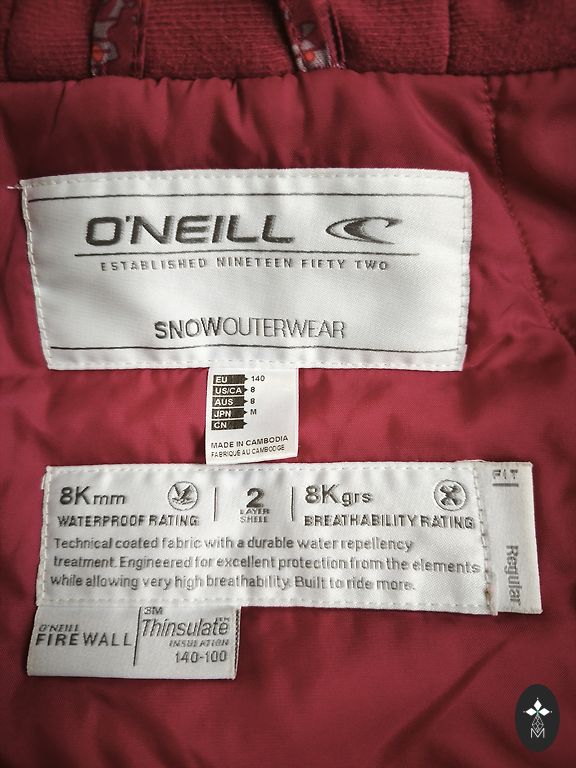 O'NEILL
ESTABLISHED NINETEEN FIFTY TWO
SNOWOUTERWEAR
EU 140
US/CA 8
AUS 8
JPN M
CN
MADE IN CAMBODIA
FABRIQUÉ AU CAMBODGE
8K mm
WATERPROOF RATING
2
LAYER
SHELL
8K grs
BREATHABILITY RATING
Technical coated fabric with a durable water repellency
treatment. Engineered for excellent protection from the elements
while allowing very high breathability. Built to ride more.
FIT
Regular
O'NEILL
FIREWALL
3M
Thinsulate
INSULATION
140-100
M